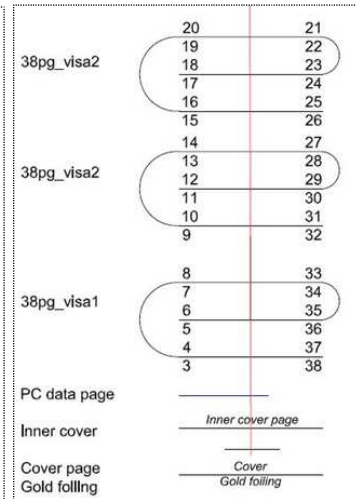 20 21
19 22
38pg_visa2 18 23
17 24
16 25
15 26
14 27
13 28
38pg_visa2 12 29
11 30
10 31
9 32
8 33
38pg_visa1 7 34
6 35
5 36
4 37
3 38
PC data page
Inner cover page
Inner cover
Cover page Cover
Gold foiling Gold foiling